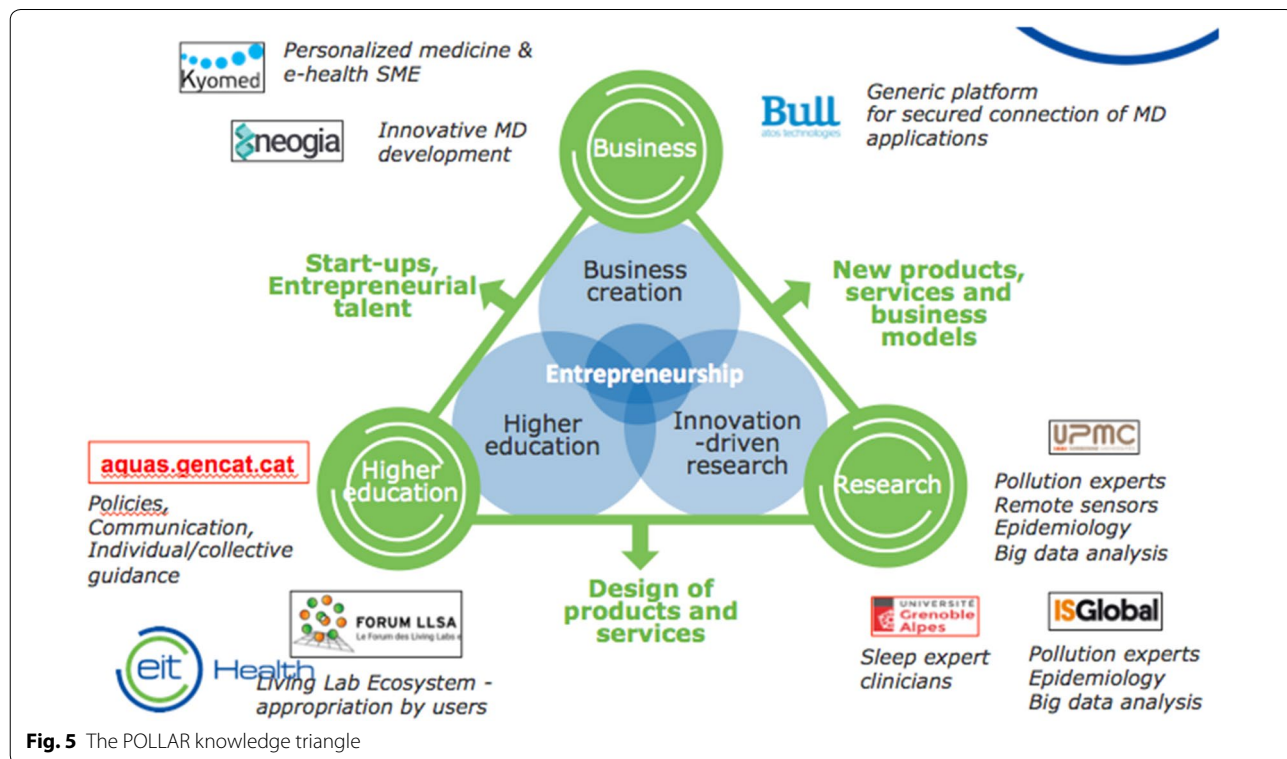 Kyomed
Personalized medicine &
e-health SME
neogia
Innovative MD
development
Bull
atos technologies
Generic platform
for secured connection of MD
applications
Business
Start-ups,
Entrepreneurial
talent
Business
creation
New products,
services and
business
models
Entrepreneurship
Higher
education
Innovation
-driven
research
aquas.gencat.cat
Policies,
Communication,
Individual/collective
guidance
Higher
education
Research
UPMC
Pollution experts
Remote sensors
Epidemiology
Big data analysis
Design of
products and
services
FORUM LLSA
Le Forum des Living Labs e
eit Health
Living Lab Ecosystem -
appropriation by users
UNIVERSITÉ
Grenoble
Alpes
Sleep expert
clinicians
ISGlobal
Pollution experts
Epidemiology
Big data analysis
Fig. 5 The POLLAR knowledge triangle